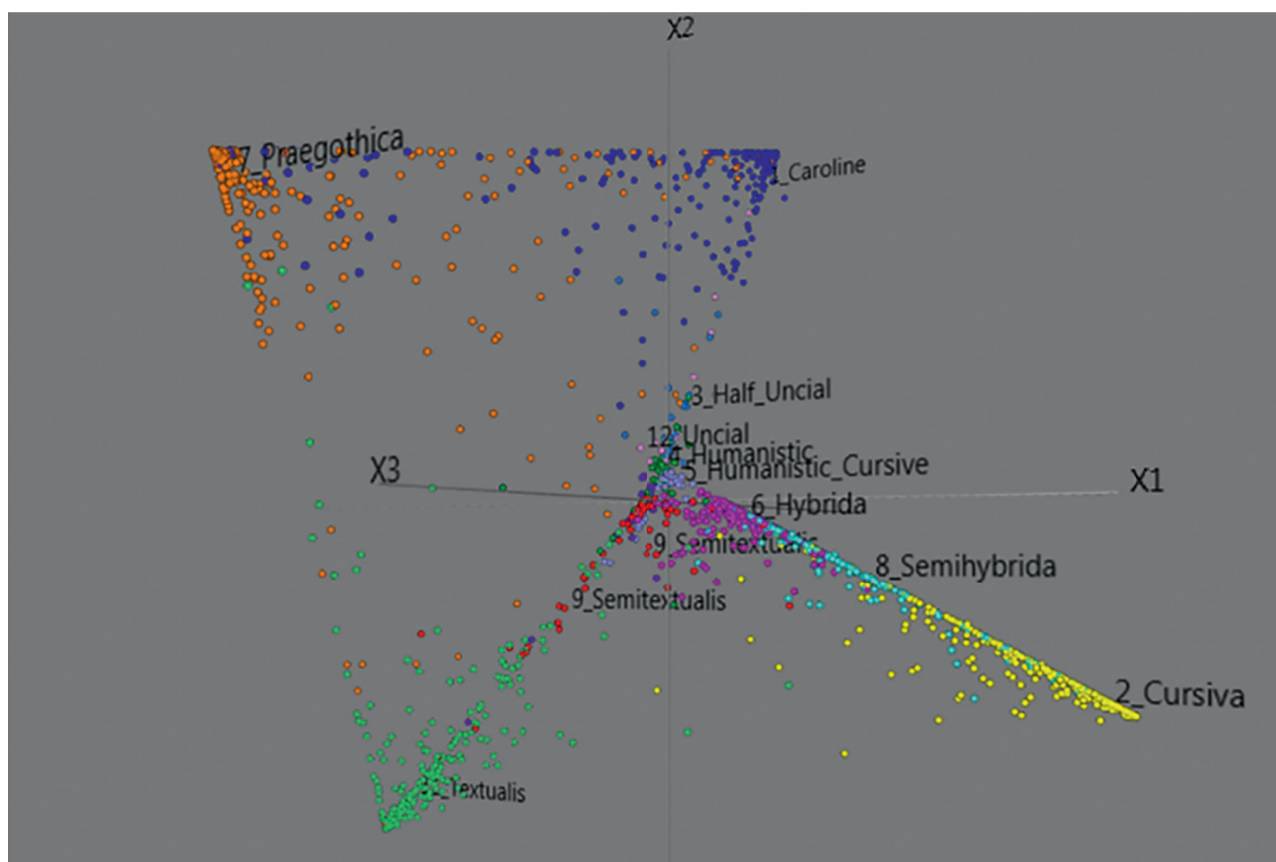 X2
7_Praegothica
1_Caroline
3_Half_Uncial
12_Uncial
4_Humanistic
5_Humanistic_Cursive
X3
X1
6_Hybrida
9_Semitextualis
8_Semihybrida
9_Semitextualis
2_Cursiva
Textualis